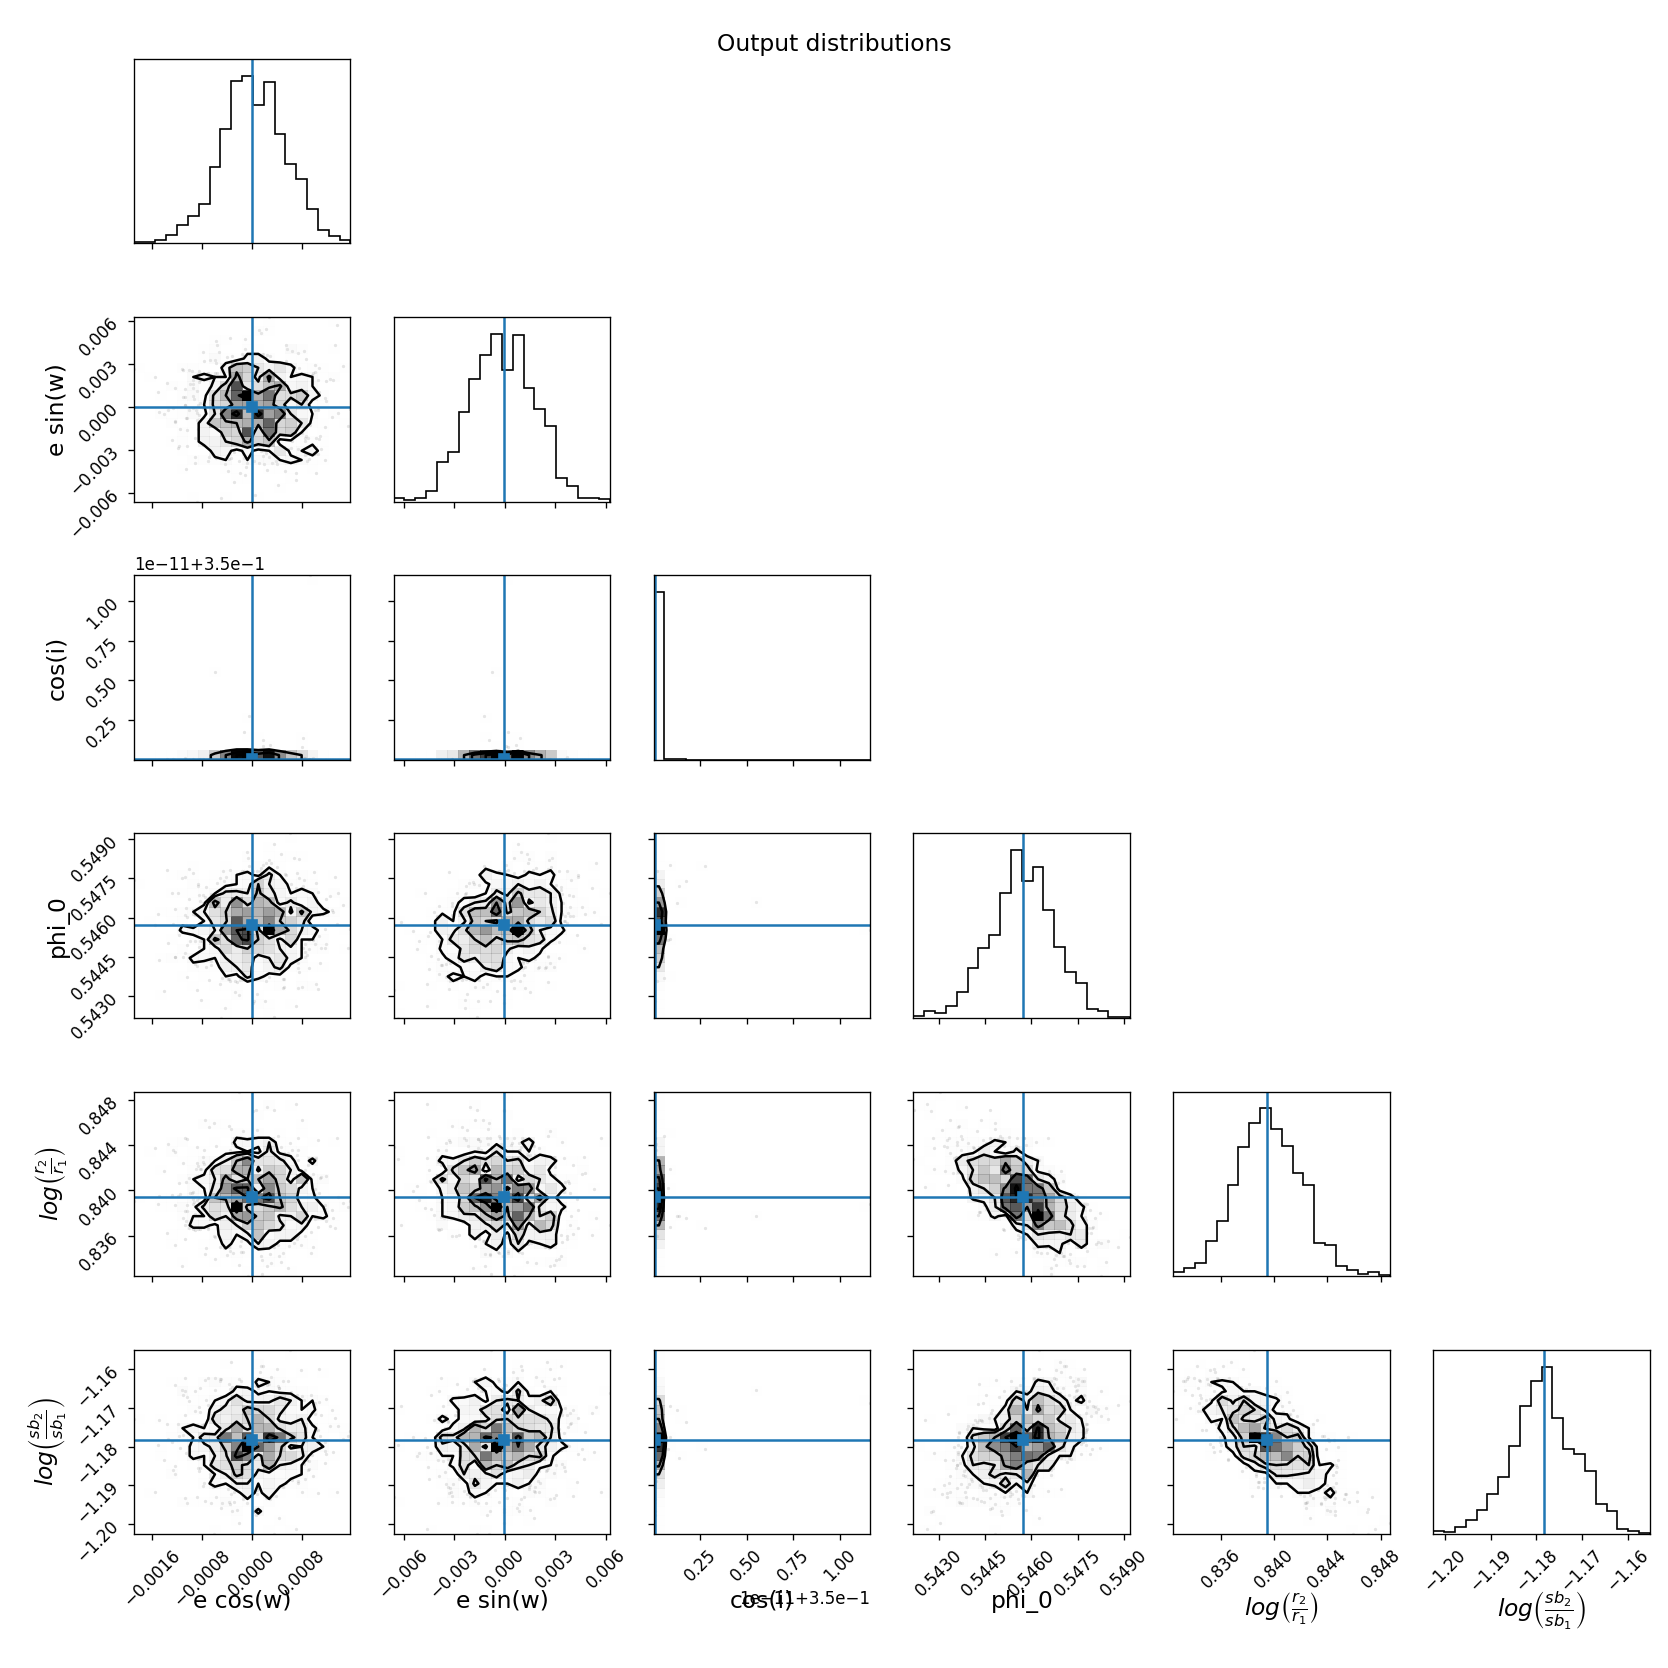 Output distributions
0.006
0.003
0.000
−0.003
−0.006
e sin(w)
1e−11+3.5e−1
1.00
0.75
0.50
0.25
cos(i)
0.5490
0.5475
0.5460
0.5445
0.5430
phi_0
0.848
0.844
0.840
0.836
log(r₂/r₁)
−1.16
−1.17
−1.18
−1.19
−1.20
log(sb₂/sb₁)
−0.0016 −0.0008 −0.0000 0.0008
−0.006 −0.003 0.000 0.003 0.006
0.25 0.50 0.75 1.00
0.5430 0.5445 0.5460 0.5475 0.5490
0.836 0.840 0.844 0.848
−1.20 −1.19 −1.18 −1.17 −1.16
1e−11+3.5e−1
e cos(w) e sin(w) cos(i) phi_0 log(r₂/r₁) log(sb₂/sb₁)